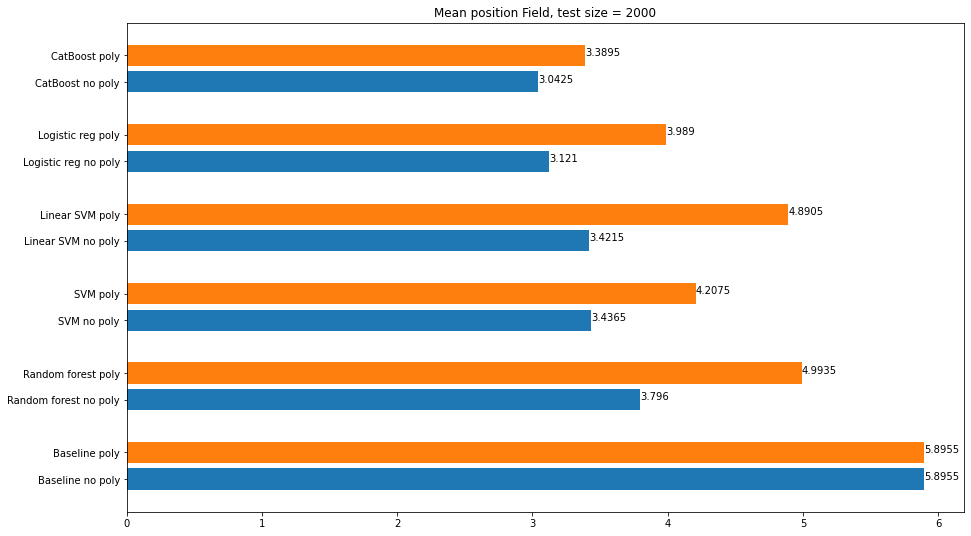 Mean position Field, test size = 2000
CatBoost poly 3.3895
CatBoost no poly 3.0425
Logistic reg poly 3.989
Logistic reg no poly 3.121
Linear SVM poly 4.8905
Linear SVM no poly 3.4215
SVM poly 4.2075
SVM no poly 3.4365
Random forest poly 4.9935
Random forest no poly 3.796
Baseline poly 5.8955
Baseline no poly 5.8955
0 1 2 3 4 5 6